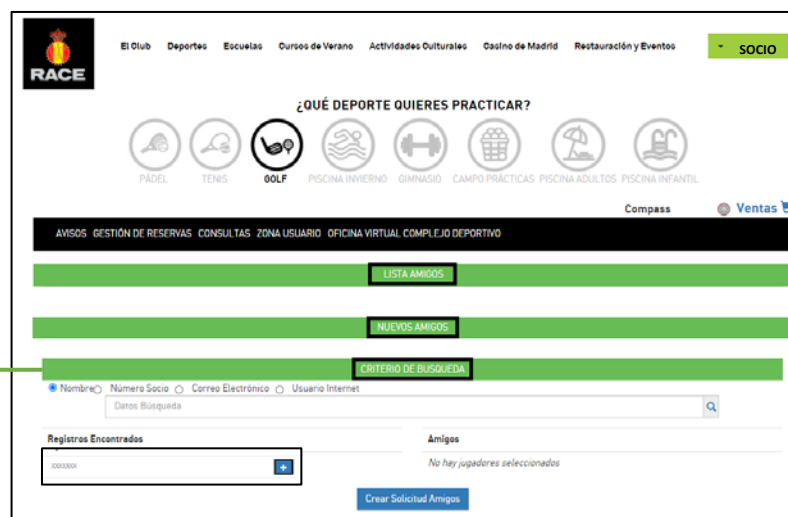 El Club Deportes Escuelas Cursos de Verano Actividades Culturales Casino de Madrid Restauración y Eventos SOCIO
RACE
¿QUÉ DEPORTE QUIERES PRACTICAR?
PÁDEL TENIS GOLF PISCINA INVIERNO GIMNASIO CAMPO PRÁCTICAS PISCINA ADULTOS PISCINA INFANTIL
Compass Ventas
AVISOS GESTIÓN DE RESERVAS CONSULTAS ZONA USUARIO OFICINA VIRTUAL COMPLEJO DEPORTIVO
LISTA AMIGOS
NUEVOS AMIGOS
CRITERIO DE BUSQUEDA
Nombre Número Socio Correo Electrónico Usuario Internet
Datos Búsqueda
Registros Encontrados Amigos
+ No hay jugadores seleccionados
Crear Solicitud Amigos